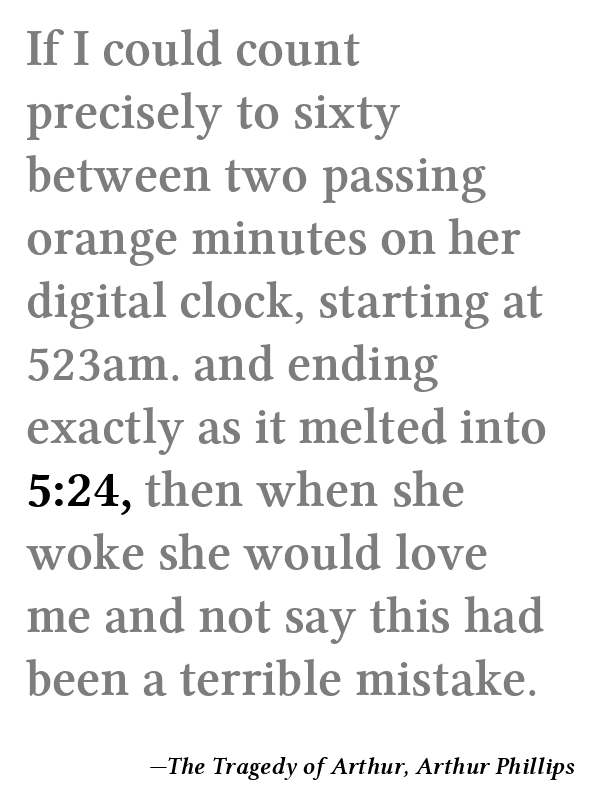 If I could count
precisely to sixty
between two passing
orange minutes on her
digital clock, starting at
523am. and ending
exactly as it melted into
5:24, then when she
woke she would love
me and not say this had
been a terrible mistake.
—The Tragedy of Arthur, Arthur Phillips